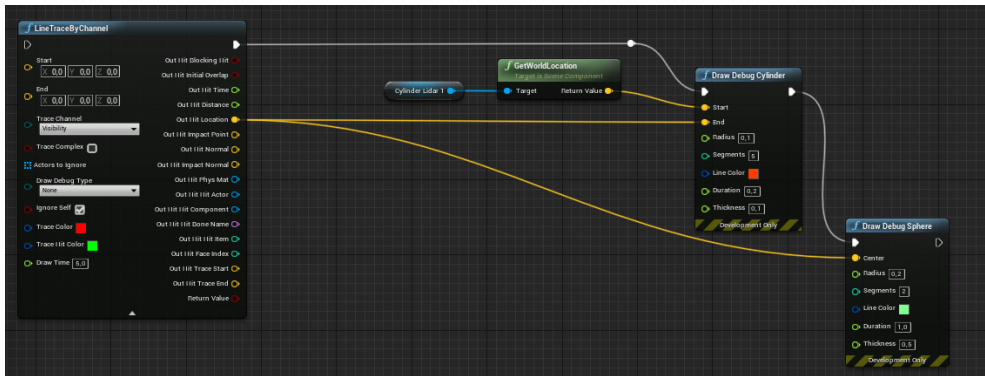 f LineTraceByChannel
Start
X 0,0 Y 0,0 Z 0,0
End
X 0,0 Y 0,0 Z 0,0
Trace Channel
Visibility
Trace Complex
Actors to Ignore
Draw Debug Type
None
Ignore Self
Trace Color
Trace Hit Color
Draw Time 5,0
Out Hit Blocking Hit
Out Hit Initial Overlap
Out Hit Time
Out Hit Distance
Out Hit Location
Out Hit Impact Point
Out Hit Normal
Out Hit Impact Normal
Out Hit Phys Mat
Out Hit Hit Actor
Out Hit Hit Component
Out Hit Hit Bone Name
Out Hit Hit Item
Out Hit Face Index
Out Hit Trace Start
Out Hit Trace End
Return Value
Cylinder Lidar 1
f GetWorldLocation
Target is Scene Component
Target Return Value
f Draw Debug Cylinder
Start
End
Radius 0,1
Segments 5
Line Color
Duration 0,2
Thickness 0,1
Development Only
f Draw Debug Sphere
Center
Radius 0,2
Segments 2
Line Color
Duration 1,0
Thickness 0,5
Development Only